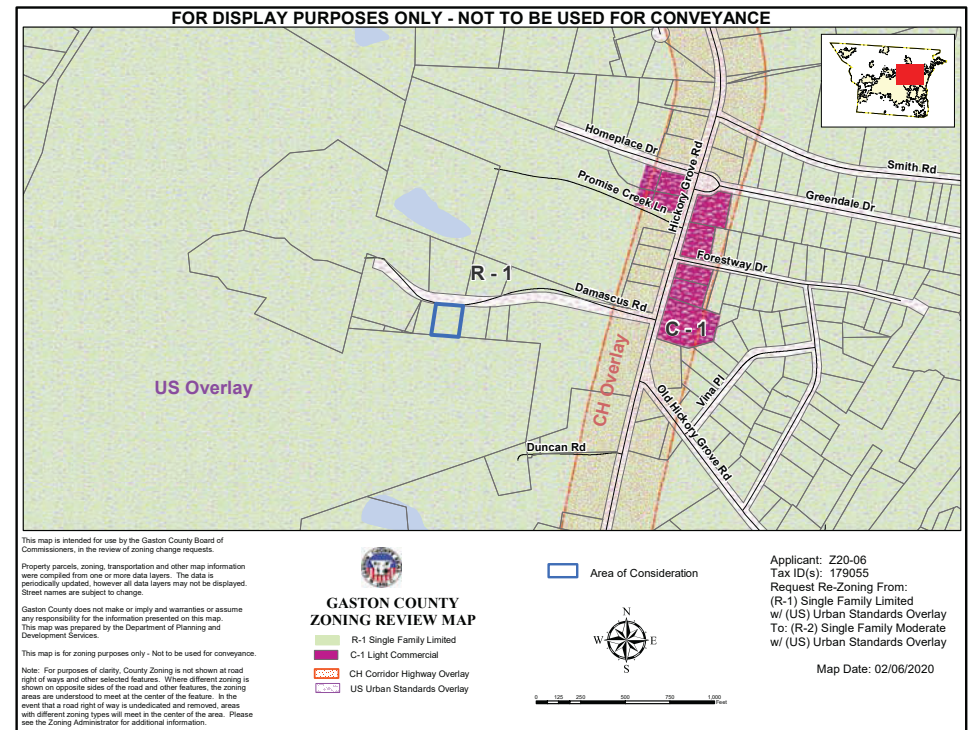 FOR DISPLAY PURPOSES ONLY - NOT TO BE USED FOR CONVEYANCE
Homeplace Dr
Hickory Grove Rd
Smith Rd
Promise Creek Ln
Greendale Dr
Forestway Dr
R - 1
Damascus Rd
C - 1
US Overlay
CH Overlay
Vina Pl
Old Hickory Grove Rd
Duncan Rd
This map is intended for use by the Gaston County Board of
Commissioners, in the review of zoning change requests.
Property parcels, zoning, transportation and other map information
were compiled from one or more data layers. The data is
periodically updated, however all data layers may not be displayed.
Street names are subject to change.
Gaston County does not make or imply and warranties or assume
any responsibility for the information presented on this map.
This map was prepared by the Department of Planning and
Development Services.
This map is for zoning purposes only - Not to be used for conveyance.
Note: For purposes of clarity, County Zoning is not shown at road
right of ways and other selected features. Where different zoning is
shown on opposite sides of the road and other features, the zoning
areas are understood to meet at the center of the feature. In the
event that a road right of way is undedicated and removed, areas
with different zoning types will meet in the center of the area. Please
see the Zoning Administrator for additional information.
GASTON COUNTY
ZONING REVIEW MAP
R-1 Single Family Limited
C-1 Light Commercial
CH Corridor Highway Overlay
US Urban Standards Overlay
Area of Consideration
N
W E
S
0 125 250 500 750 1,000
Feet
Applicant: Z20-06
Tax ID(s): 179055
Request Re-Zoning From:
(R-1) Single Family Limited
w/ (US) Urban Standards Overlay
To: (R-2) Single Family Moderate
w/ (US) Urban Standards Overlay
Map Date: 02/06/2020